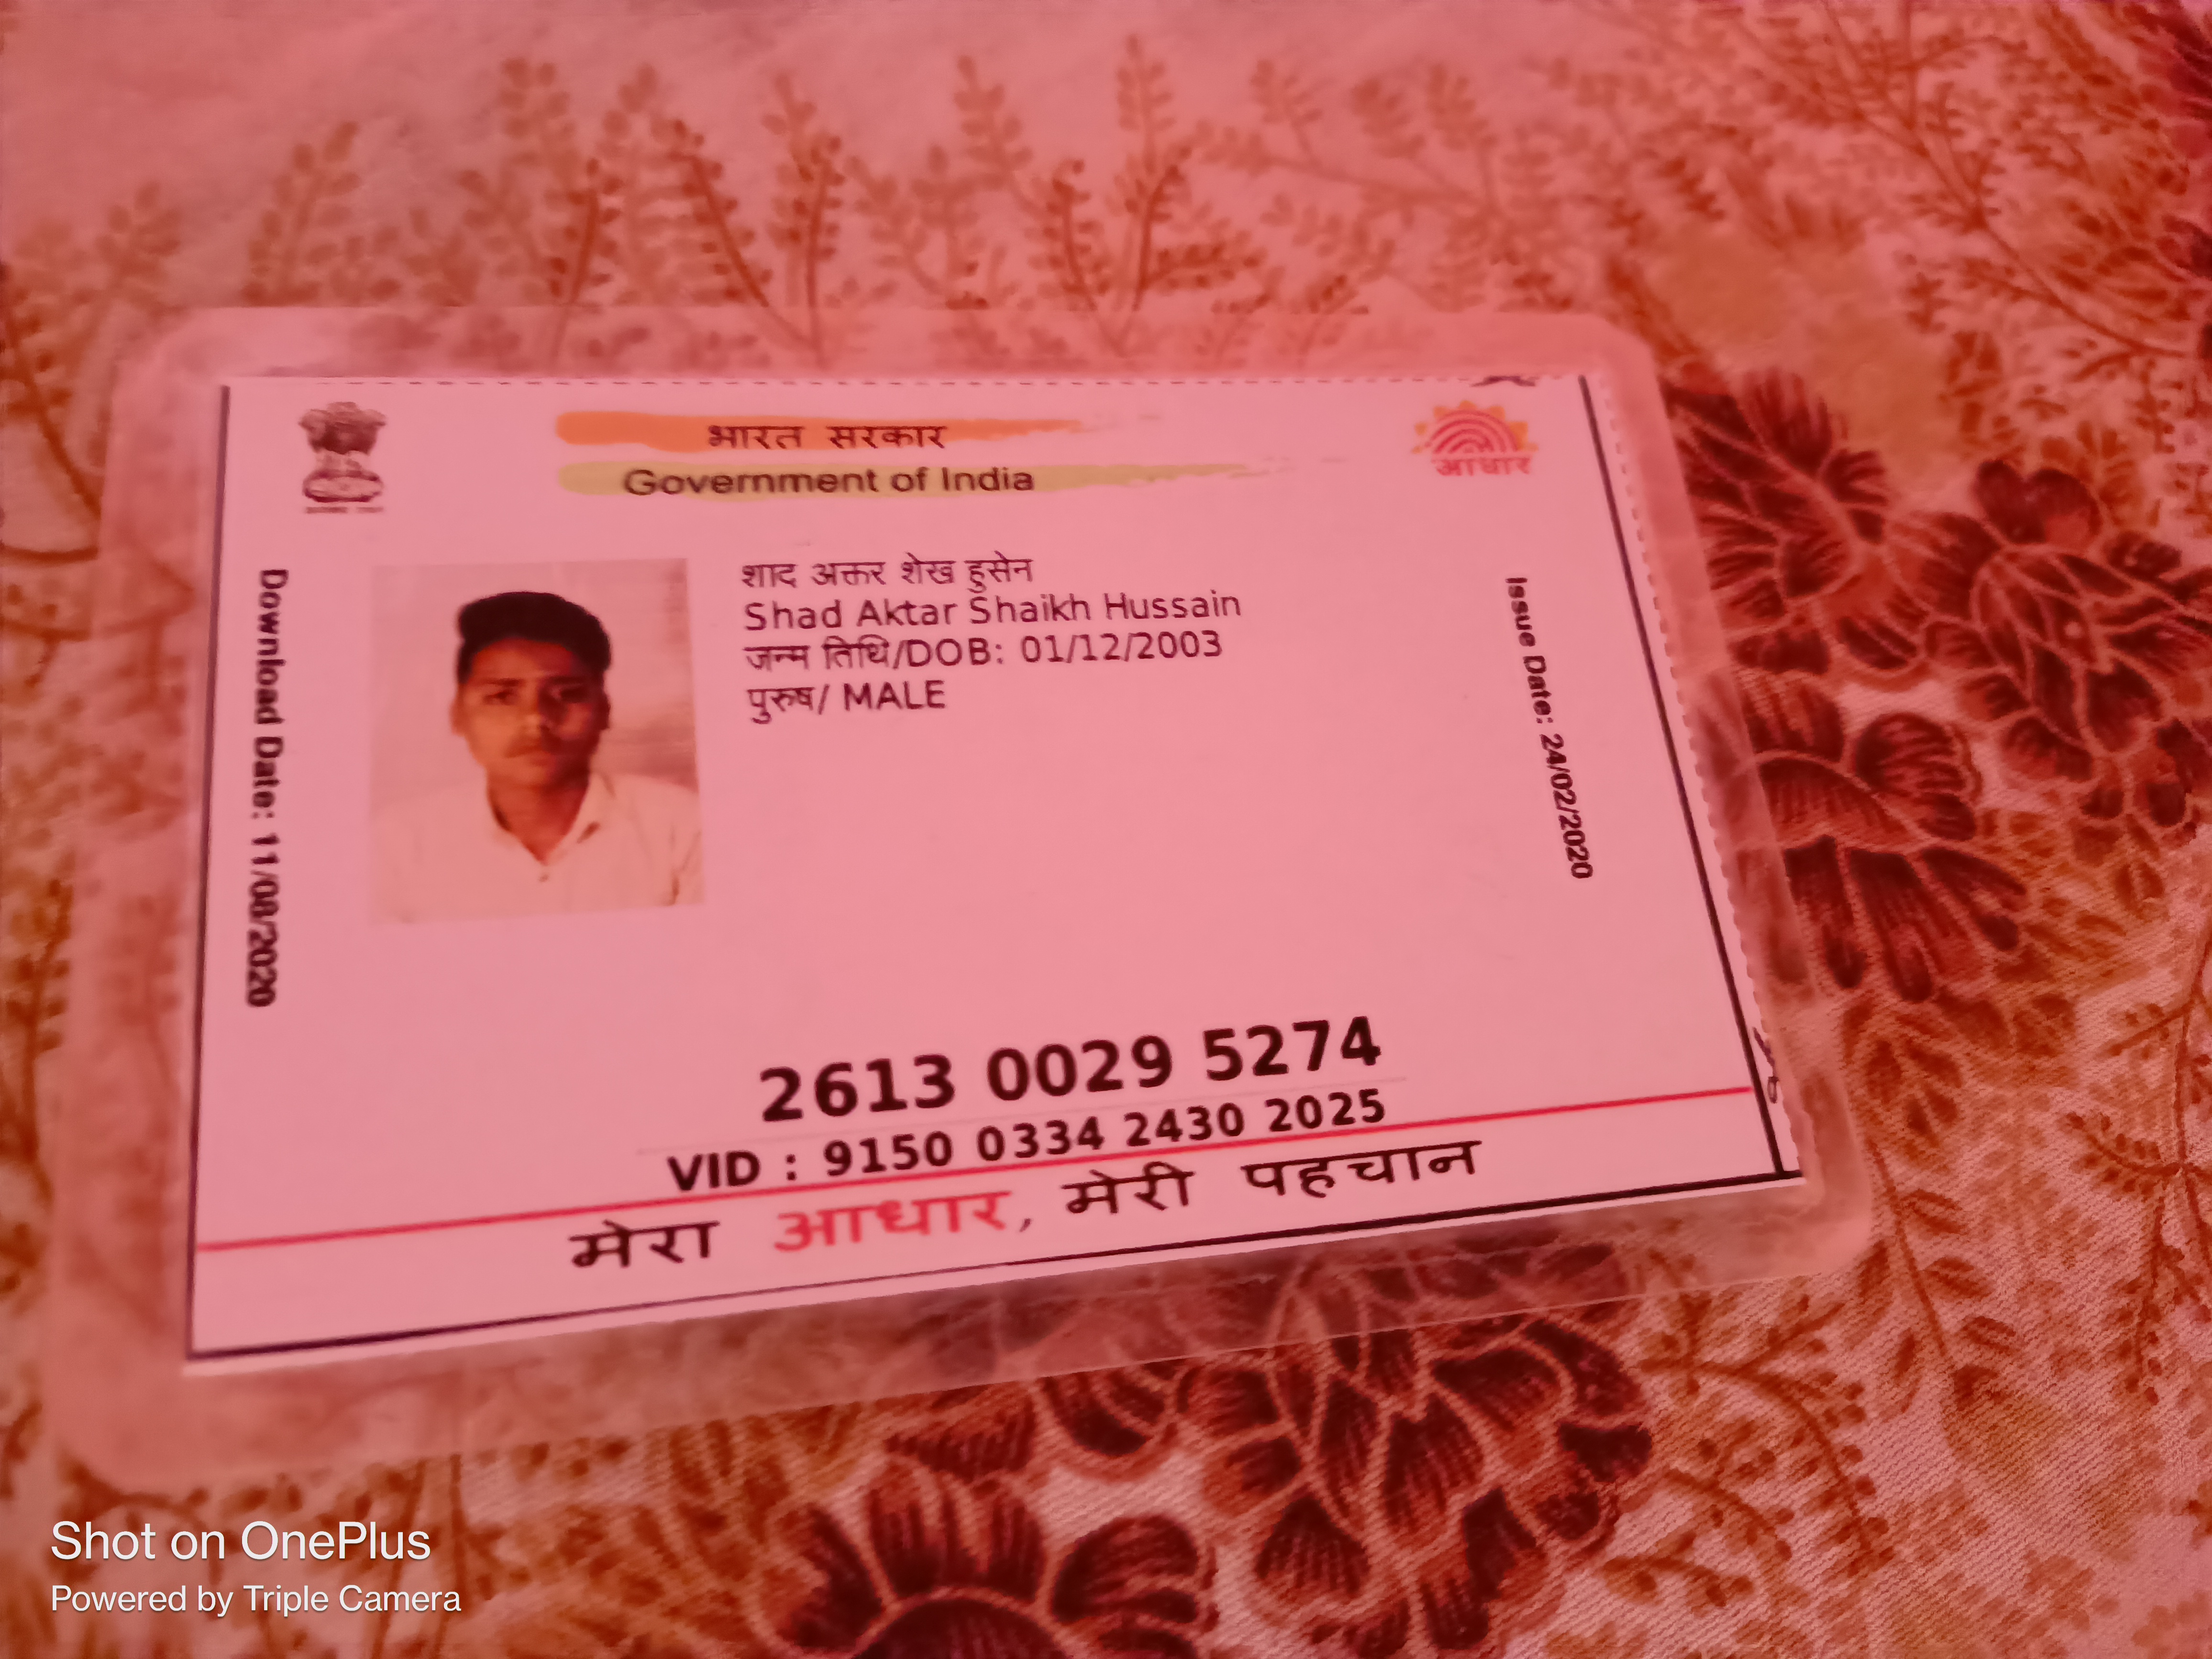 भारत सरकार
Government of India
आधार
शाद अक्तर शेख हुसेन
Shad Aktar Shaikh Hussain
जन्म तिथि/DOB: 01/12/2003
पुरुष/ MALE
Download Date: 11/08/2020
Issue Date: 24/02/2020
2613 0029 5274
VID : 9150 0334 2430 2025
मेरा आधार, मेरी पहचान
Shot on OnePlus
Powered by Triple Camera